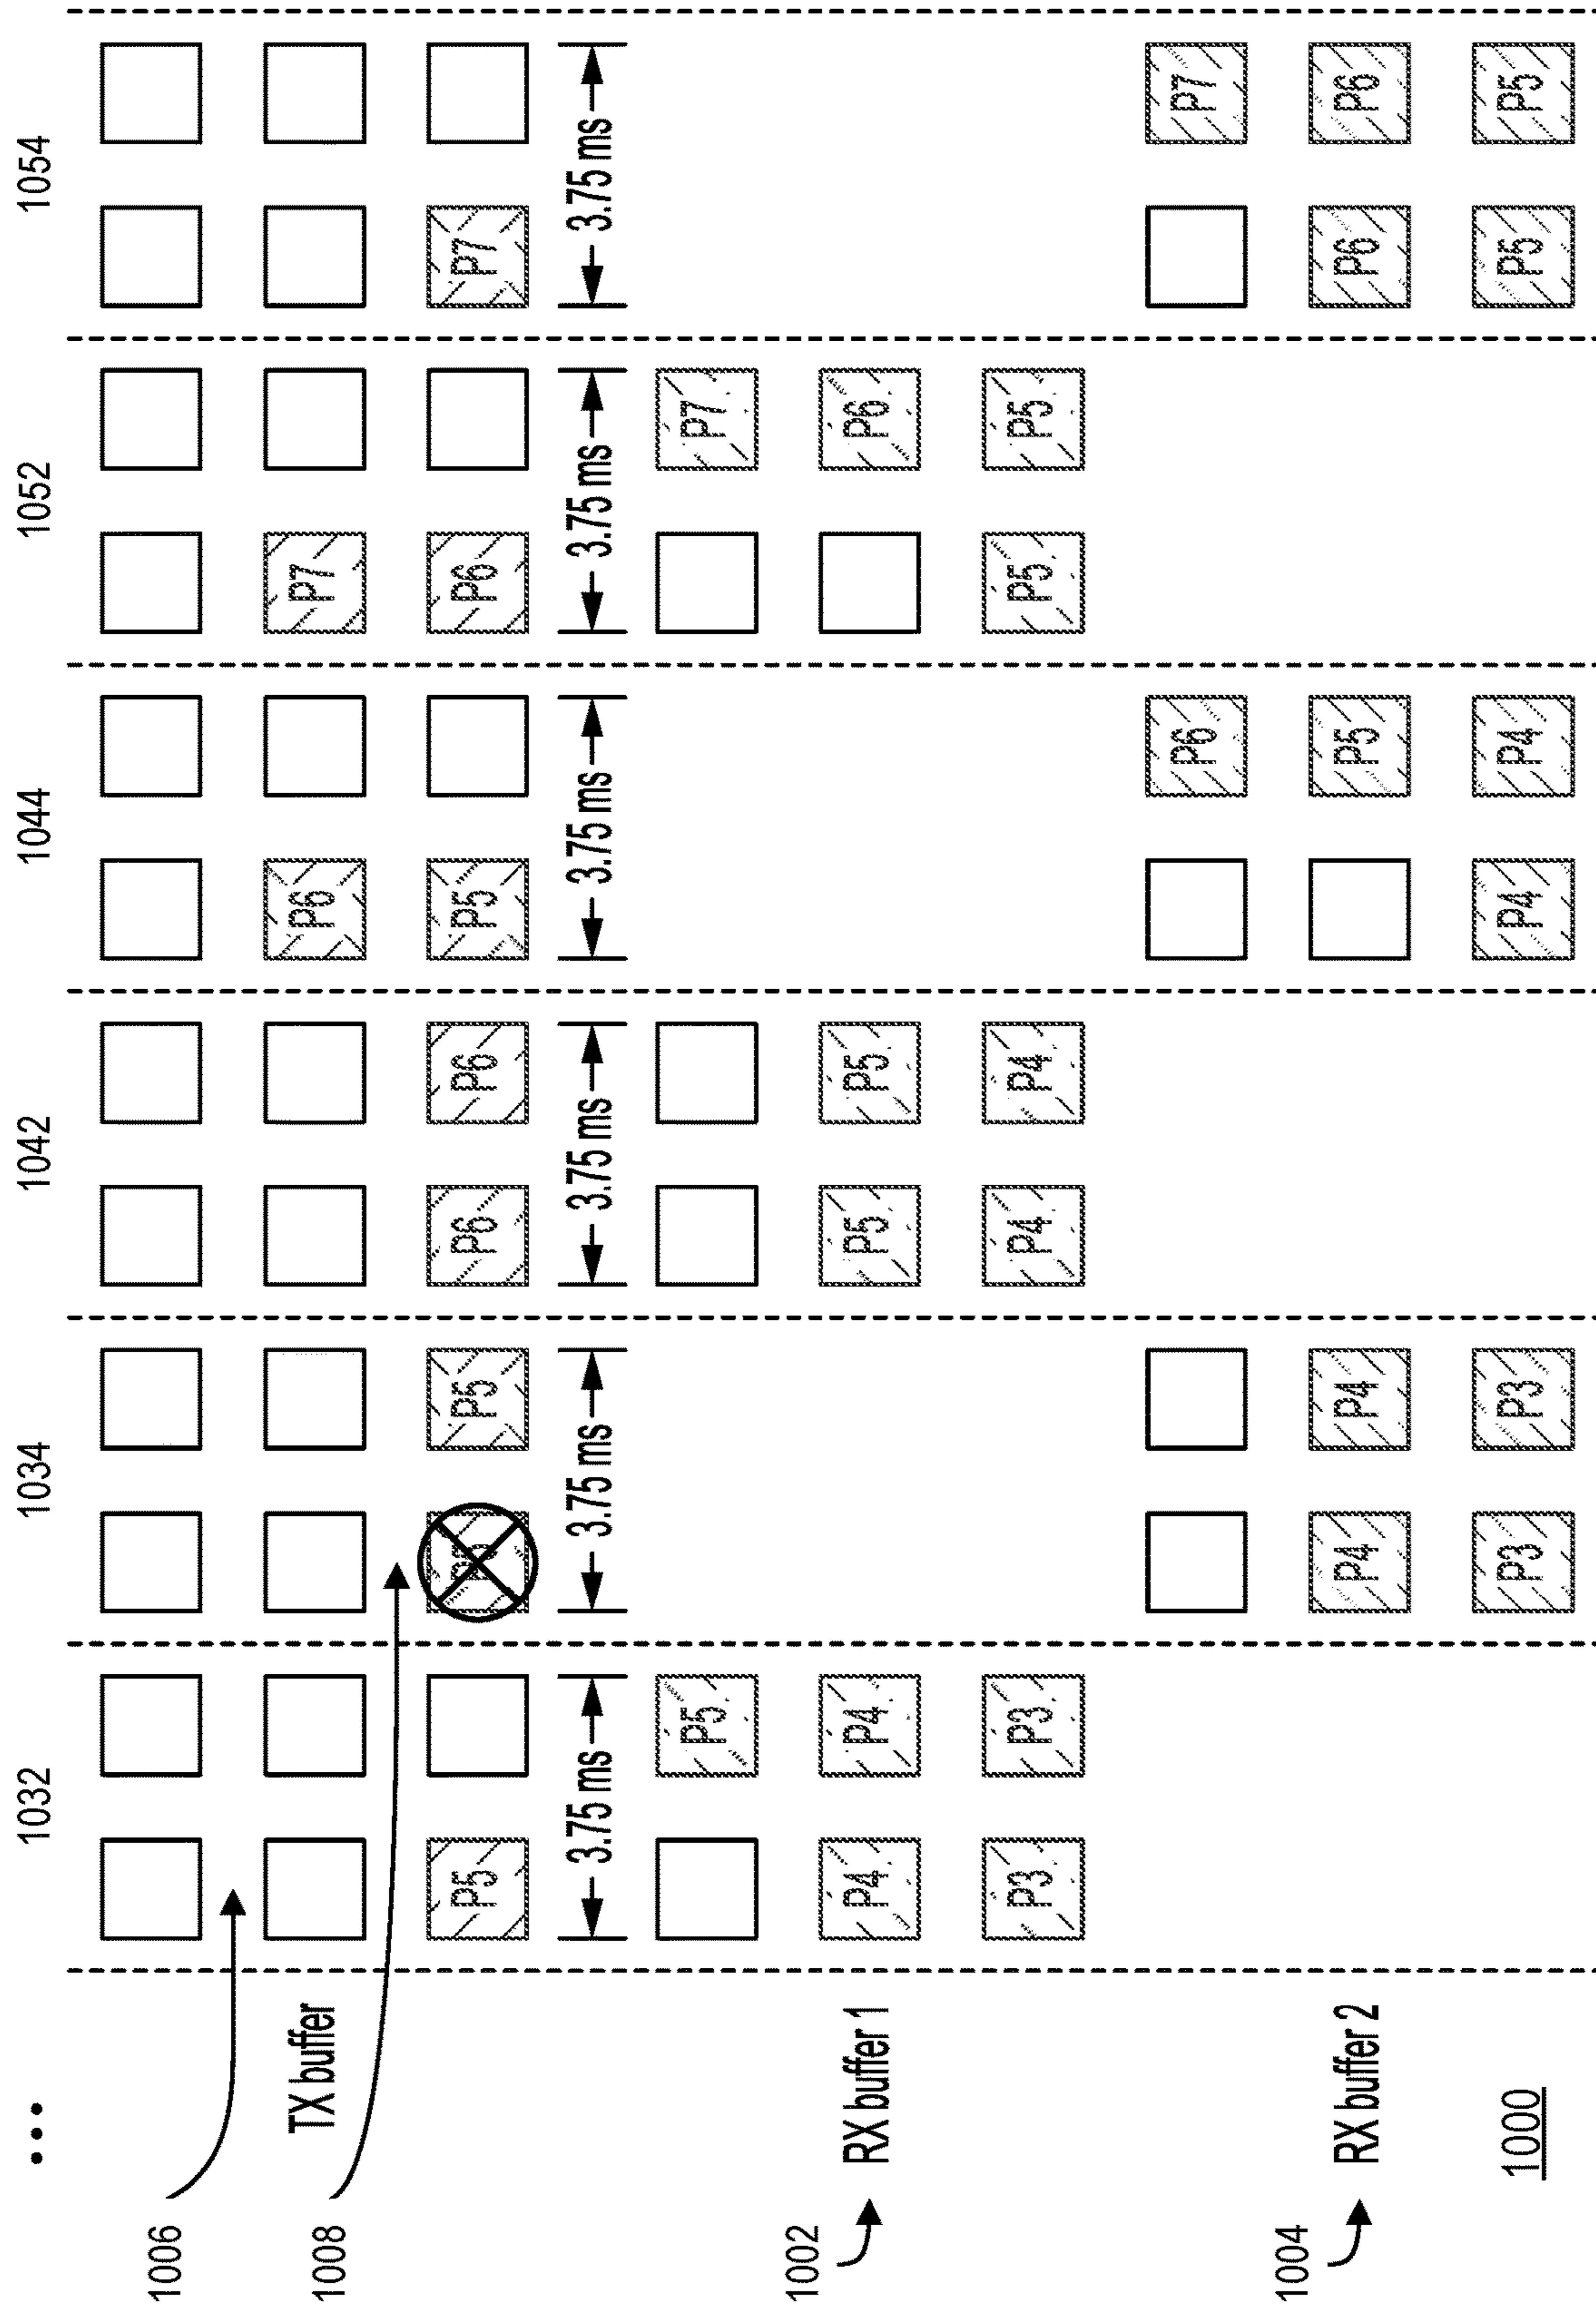 ... 1032 1034 1042 1044 1052 1054
1006
TX buffer P6 P7
1008
P5 P5 P5 P6 P6 P5 P6 P7
3.75 ms 3.75 ms 3.75 ms 3.75 ms 3.75 ms 3.75 ms
P5 P7
1002
RX buffer 1 P4 P4 P5 P5 P6
P3 P3 P4 P4 P5 P5
P6 P7
1004
RX buffer 2 P4 P4 P5 P6 P6
P3 P3 P4 P4 P5 P5
1000